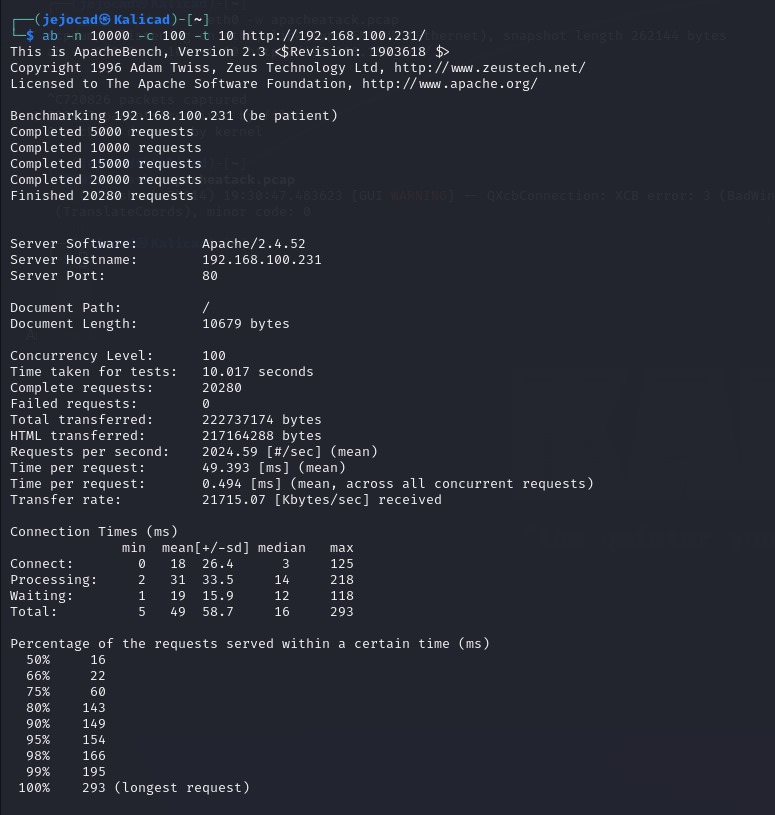 ┌──(jejocad㉿Kalicad)-[~]
└─$ ab -n 10000 -c 100 -t 10 http://192.168.100.231/
This is ApacheBench, Version 2.3 <$Revision: 1903618 $>
Copyright 1996 Adam Twiss, Zeus Technology Ltd, http://www.zeustech.net/
Licensed to The Apache Software Foundation, http://www.apache.org/

Benchmarking 192.168.100.231 (be patient)
Completed 5000 requests
Completed 10000 requests
Completed 15000 requests
Completed 20000 requests
Finished 20280 requests

Server Software:        Apache/2.4.52
Server Hostname:        192.168.100.231
Server Port:            80

Document Path:          /
Document Length:        10679 bytes

Concurrency Level:      100
Time taken for tests:   10.017 seconds
Complete requests:      20280
Failed requests:        0
Total transferred:      222737174 bytes
HTML transferred:       217164288 bytes
Requests per second:    2024.59 [#/sec] (mean)
Time per request:       49.393 [ms] (mean)
Time per request:       0.494 [ms] (mean, across all concurrent requests)
Transfer rate:          21715.07 [Kbytes/sec] received

Connection Times (ms)
              min  mean[+/-sd] median   max
Connect:        0   18  26.4      3     125
Processing:     2   31  33.5     14     218
Waiting:        1   19  15.9     12     118
Total:          5   49  58.7     16     293

Percentage of the requests served within a certain time (ms)
  50%     16
  66%     22
  75%     60
  80%    143
  90%    149
  95%    154
  98%    166
  99%    195
 100%    293 (longest request)